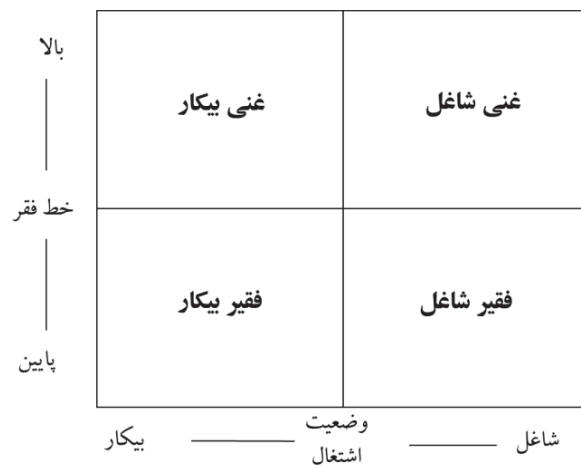 بالا
غنی شاغل
غنی بیکار
خط فقر
فقیر شاغل
فقیر بیکار
پایین
شاغل
وضعیت
اشتغال
بیکار